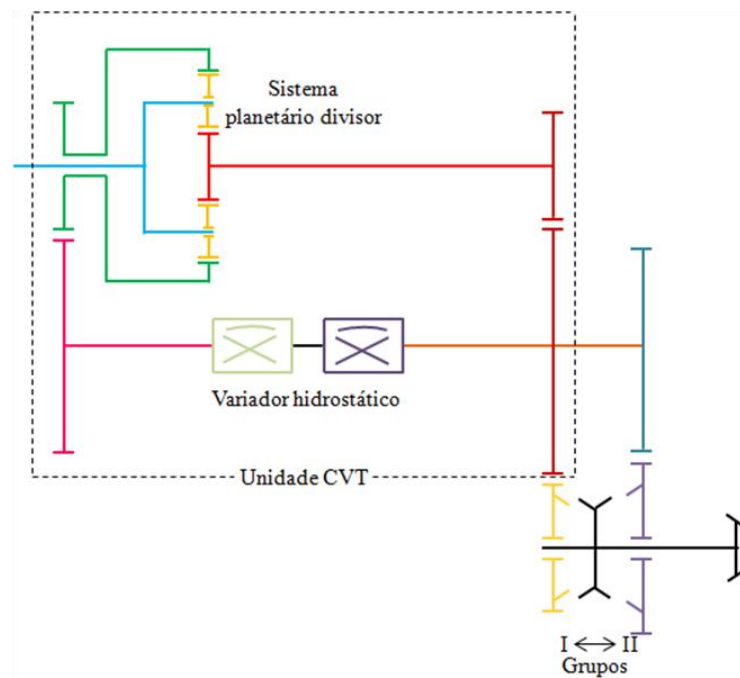 Sistema
planetário divisor
Variador hidrostático
Unidade CVT
I <--> II
Grupos